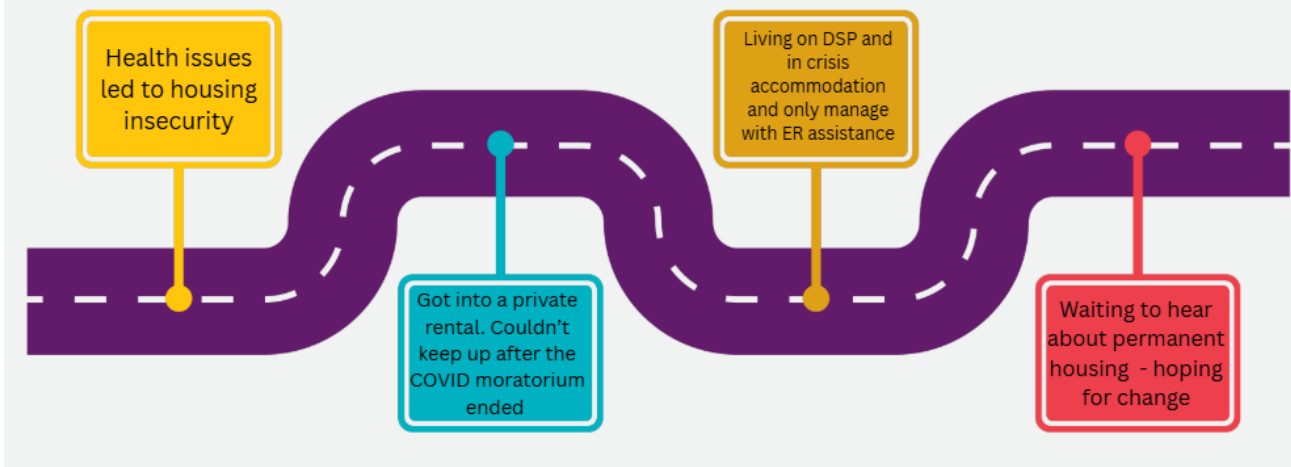 Health issues
led to housing
insecurity
Got into a private
rental. Couldn't
keep up after the
COVID moratorium
ended
Living on DSP and
in crisis
accommodation
and only manage
with ER assistance
Waiting to hear
about permanent
housing - hoping
for change